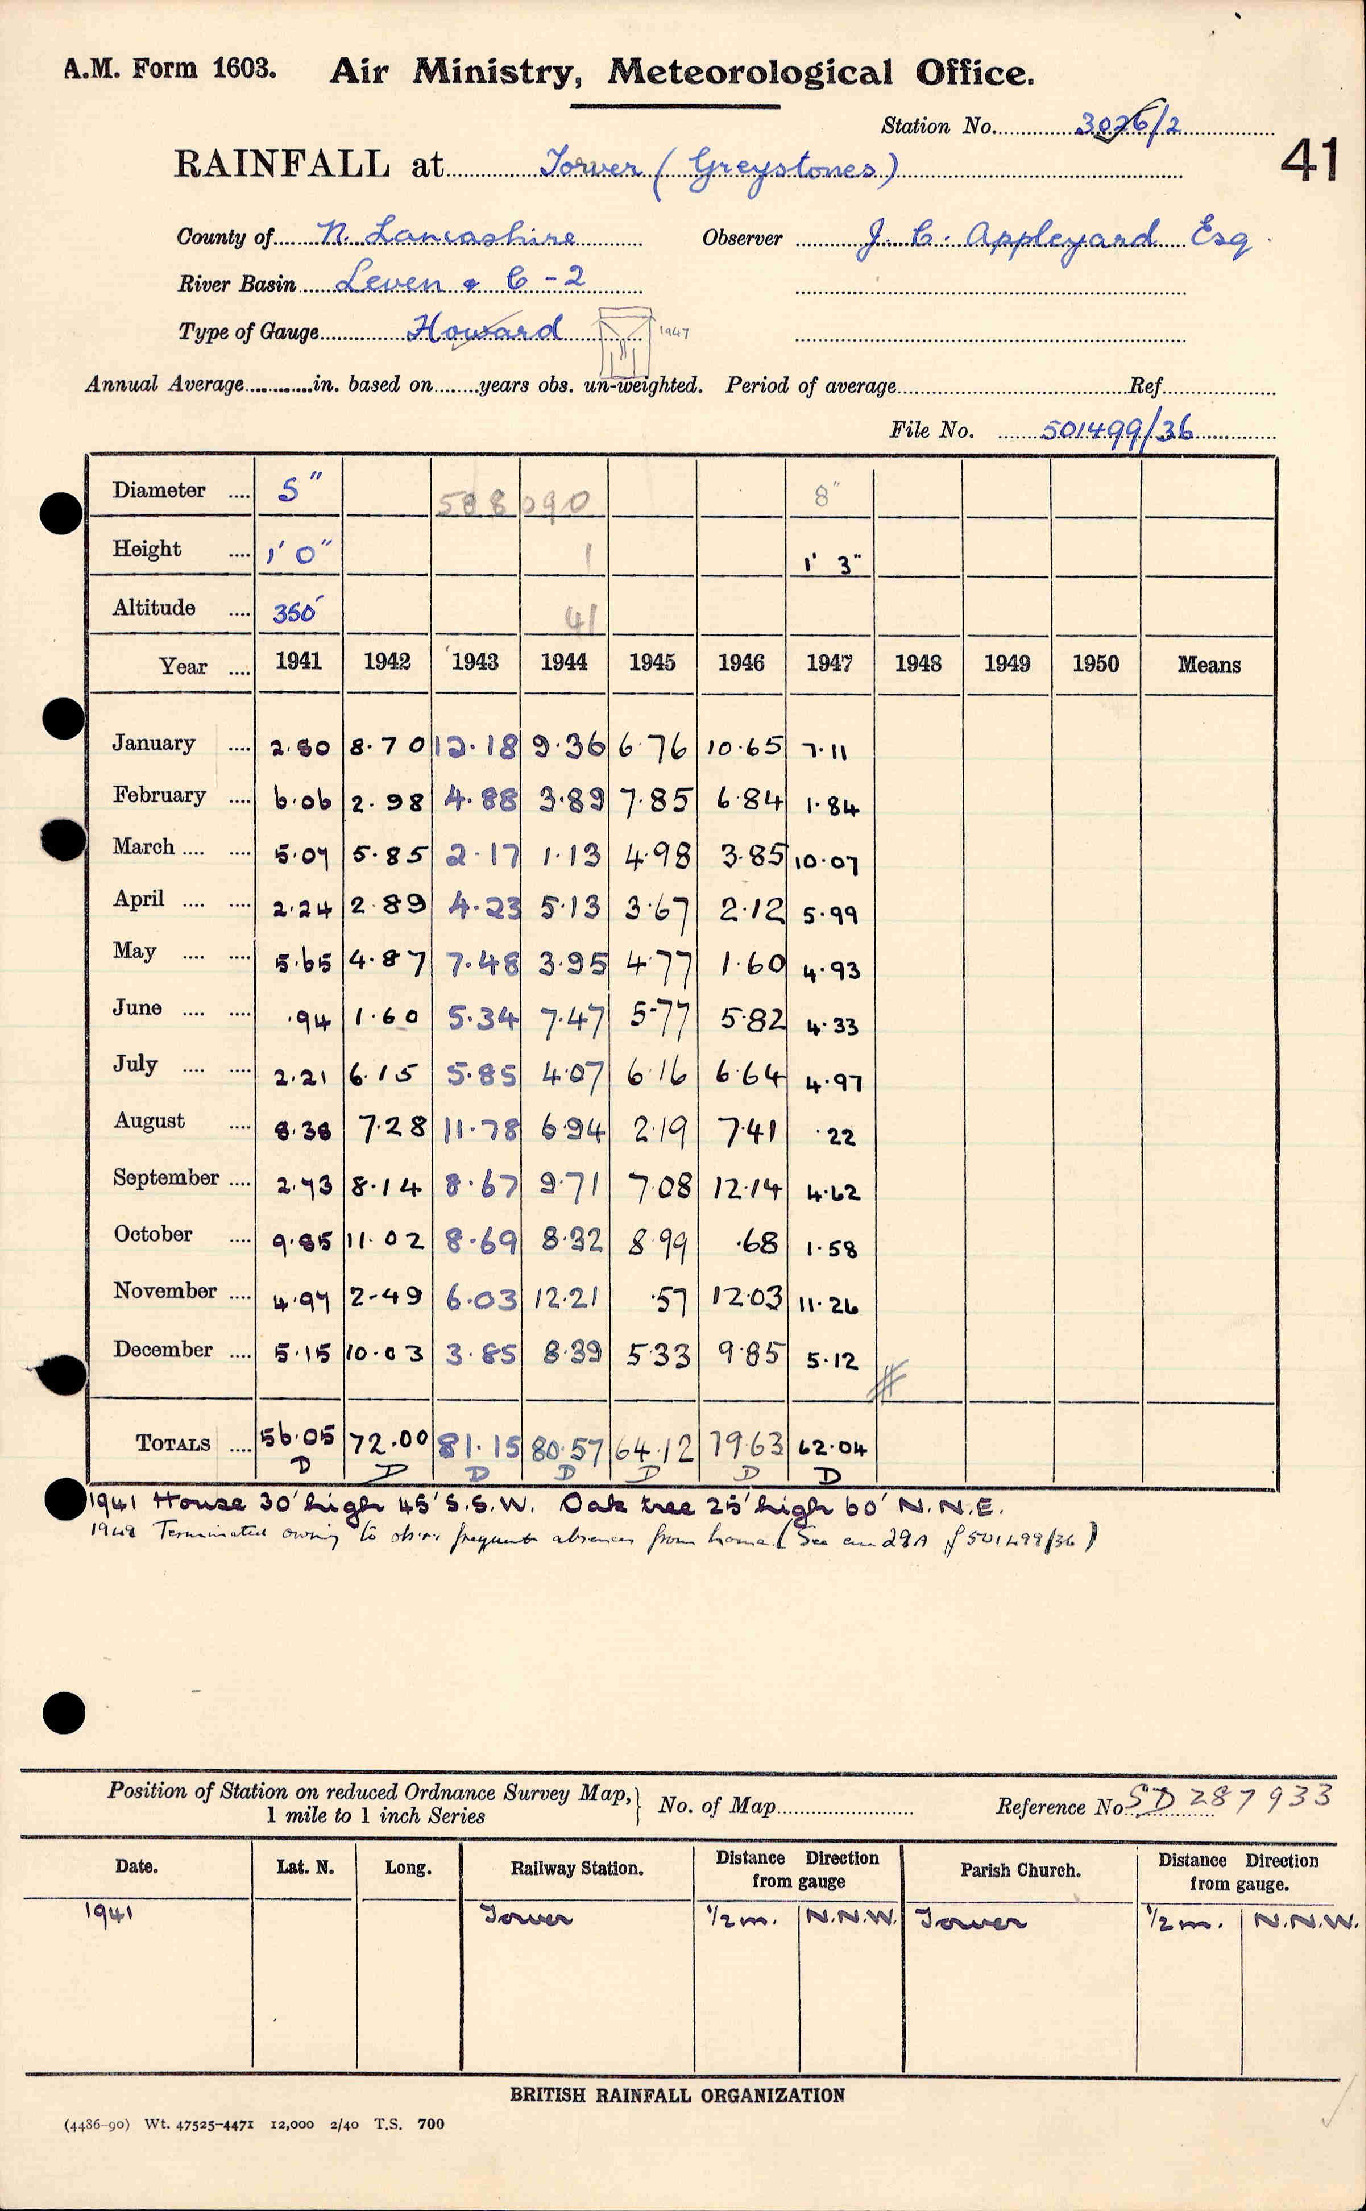 A.M. Form 1603. Air Ministry, Meteorological Office.
Station No. 3026/2
41
RAINFALL at Torver (Greystones)
County of N. Lancashire Observer J. C. Appleyard Esq
River Basin Leven & C - 2
Type of Gauge Howard 1947
Annual Average in. based on years obs. un-weighted. Period of average Ref.
File No. 501499/36
Diameter 5" 588 090 8"
Height 1' 0" 1 1' 3"
Altitude 350' 41
Year 1941 1942 1943 1944 1945 1946 1947 1948 1949 1950 Means
January 2.80 8.70 12.18 9.36 6.76 10.65 7.11
February 6.06 2.98 4.88 3.89 7.85 6.84 1.84
March 5.07 5.85 2.17 1.13 4.98 3.85 10.07
April 2.24 2.89 4.23 5.13 3.67 2.12 5.99
May 5.65 4.87 7.48 3.95 4.77 1.60 4.93
June .94 1.60 5.34 7.47 5.77 5.82 4.33
July 2.21 6.15 5.85 4.07 6.16 6.64 4.97
August 8.38 7.28 11.78 6.94 2.19 7.41 .22
September 2.73 8.14 8.67 9.71 7.08 12.14 4.62
October 9.85 11.02 8.69 8.32 8.99 .68 1.58
November 4.97 2.49 6.03 12.21 .57 12.03 11.26
December 5.15 10.03 3.85 8.39 5.33 9.85 5.12
TOTALS 56.05 72.00 81.15 80.57 64.12 79.63 62.04
D D D D D D D
1941 House 30' high 45' S.S.W. Oak tree 25' high 60' N.N.E.
1948 Terminated owing to obs. frequent absences from home (See enc 29A f 501499/36)
Position of Station on reduced Ordnance Survey Map, 1 mile to 1 inch Series No. of Map Reference No. SD 287933
Date. Lat. N. Long. Railway Station. Distance Direction from gauge Parish Church. Distance Direction from gauge.
1941 Torver 1/2 m. N.N.W. Torver 1/2 m. N.N.W.
BRITISH RAINFALL ORGANIZATION
(4486-90) Wt. 47525-4471 12,000 2/40 T.S. 700